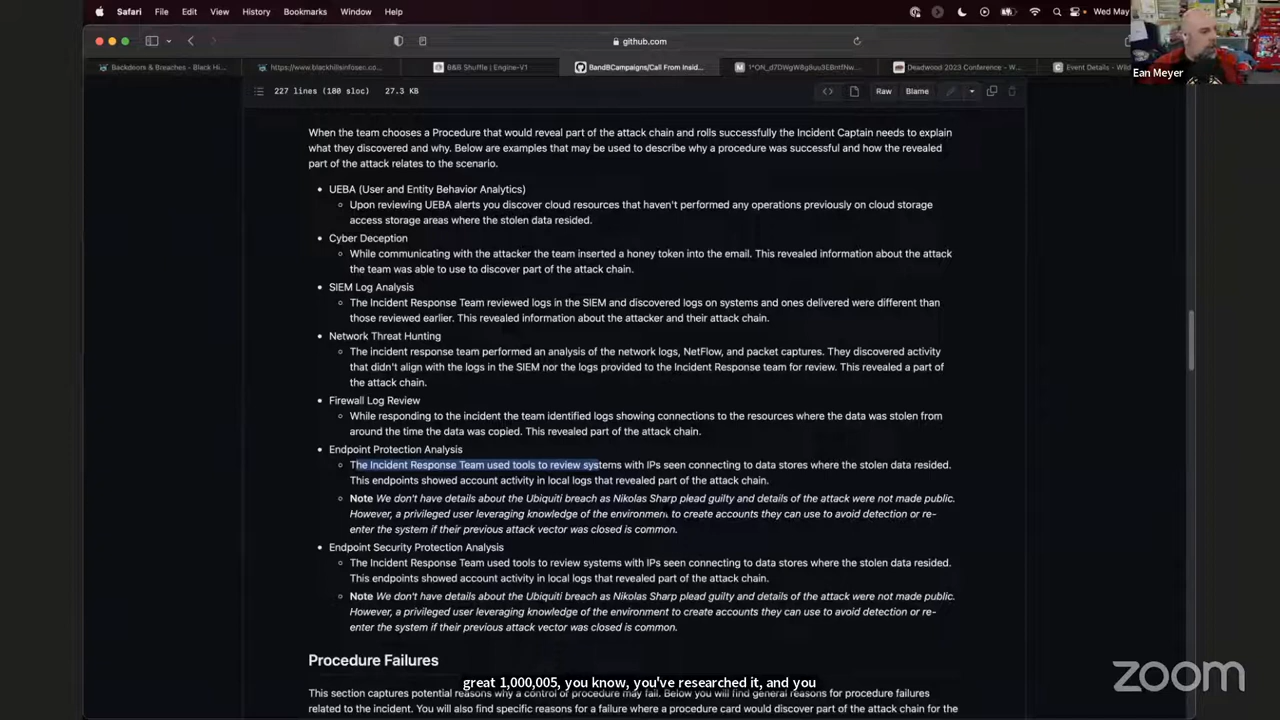 Safari File Edit View History Bookmarks Window Help Wed May
github.com
Ean Meyer
Backdoors & Breaches - Black Hi... https://www.blackhillsinfosec.co... B&B Shuffle | Engine-V1 BandBCampaigns/Call From Insid... Deadwood 2023 Conference - W... Event Details - Wild
227 lines (180 sloc) 27.3 KB Raw Blame
When the team chooses a Procedure that would reveal part of the attack chain and rolls successfully the Incident Captain needs to explain
what they discovered and why. Below are examples that may be used to describe why a procedure was successful and how the revealed
part of the attack relates to the scenario.
UEBA (User and Entity Behavior Analytics)
Upon reviewing UEBA alerts you discover cloud resources that haven't performed any operations previously on cloud storage
access storage areas where the stolen data resided.
Cyber Deception
While communicating with the attacker the team inserted a honey token into the email. This revealed information about the attack
the team was able to use to discover part of the attack chain.
SIEM Log Analysis
The Incident Response Team reviewed logs in the SIEM and discovered logs on systems and ones delivered were different than
those reviewed earlier. This revealed information about the attacker and their attack chain.
Network Threat Hunting
The incident response team performed an analysis of the network logs, NetFlow, and packet captures. They discovered activity
that didn't align with the logs in the SIEM nor the logs provided to the Incident Response team for review. This revealed a part of
the attack chain.
Firewall Log Review
While responding to the incident the team identified logs showing connections to the resources where the data was stolen from
around the time the data was copied. This revealed part of the attack chain.
Endpoint Protection Analysis
The Incident Response Team used tools to review systems with IPs seen connecting to data stores where the stolen data resided.
This endpoints showed account activity in local logs that revealed part of the attack chain.
Note We don't have details about the Ubiquiti breach as Nikolas Sharp plead guilty and details of the attack were not made public.
However, a privileged user leveraging knowledge of the environment to create accounts they can use to avoid detection or re-
enter the system if their previous attack vector was closed is common.
Endpoint Security Protection Analysis
The Incident Response Team used tools to review systems with IPs seen connecting to data stores where the stolen data resided.
This endpoints showed account activity in local logs that revealed part of the attack chain.
Note We don't have details about the Ubiquiti breach as Nikolas Sharp plead guilty and details of the attack were not made public.
However, a privileged user leveraging knowledge of the environment to create accounts they can use to avoid detection or re-
enter the system if their previous attack vector was closed is common.
Procedure Failures
great 1,000,005, you know, you've researched it, and you
This section captures potential reasons why a control or procedure may fail. Below you will find general reasons for procedure failures
related to the incident. You will also find specific reasons for a failure where a procedure card would discover part of the attack chain for the
zoom